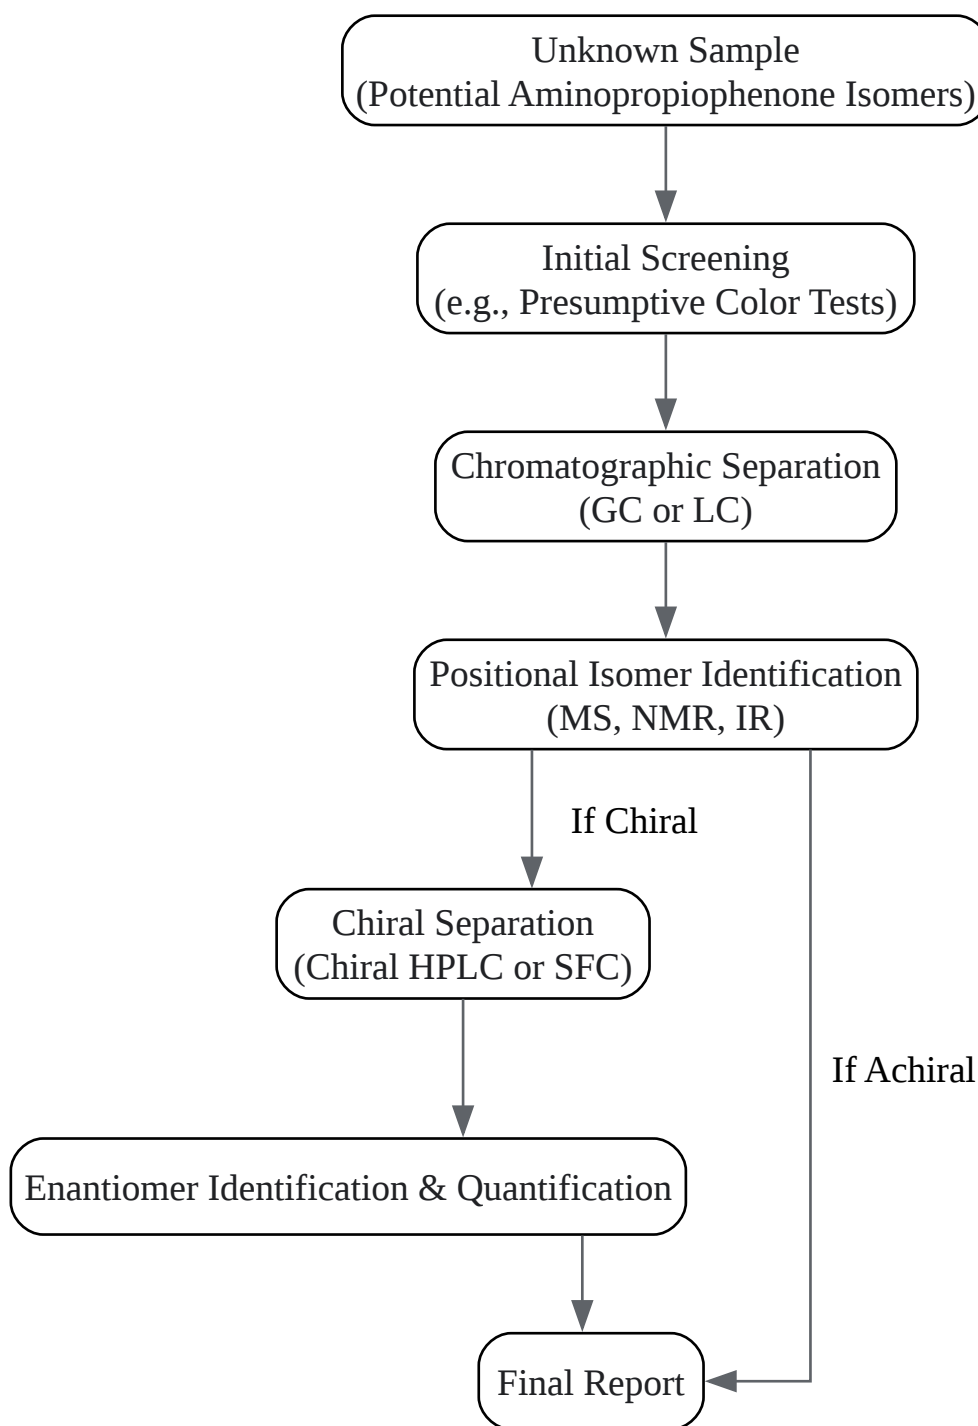 Unknown Sample
(Potential Aminopropiophenone Isomers)
Initial Screening
(e.g., Presumptive Color Tests)
Chromatographic Separation
(GC or LC)
Positional Isomer Identification
(MS, NMR, IR)
If Chiral
Chiral Separation
(Chiral HPLC or SFC)
If Achiral
Enantiomer Identification & Quantification
Final Report